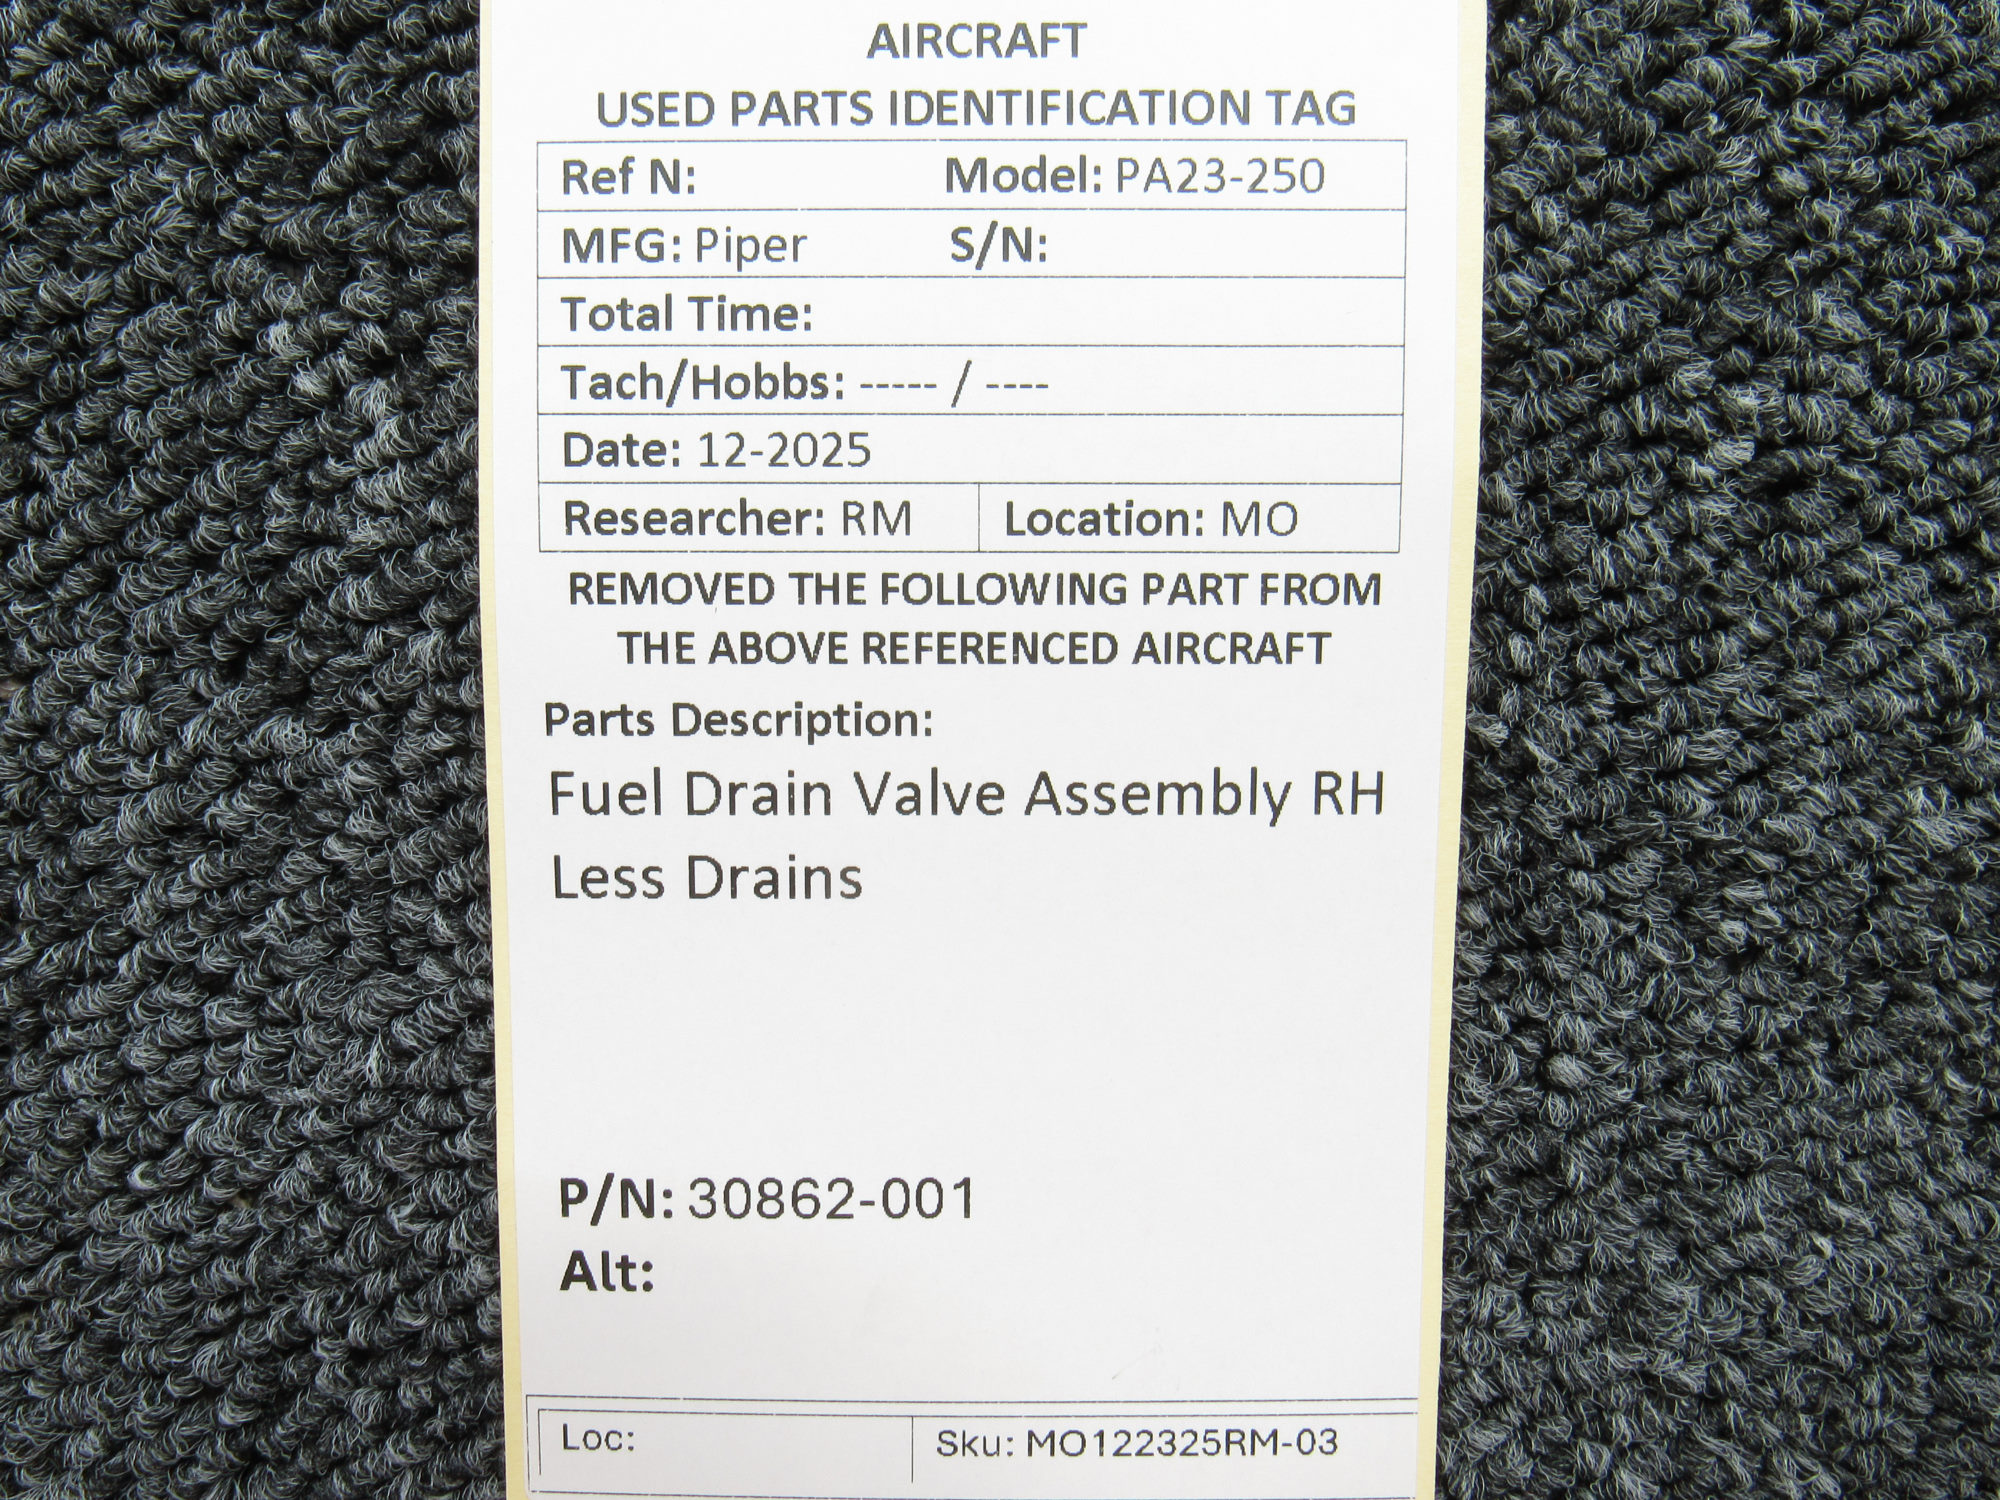 AIRCRAFT
USED PARTS IDENTIFICATION TAG
Ref N: Model: PA23-250
MFG: Piper S/N:
Total Time:
Tach/Hobbs: ----- / ----
Date: 12-2025
Researcher: RM Location: MO
REMOVED THE FOLLOWING PART FROM
THE ABOVE REFERENCED AIRCRAFT
Parts Description:
Fuel Drain Valve Assembly RH
Less Drains
P/N: 30862-001
Alt:
Loc: Sku: MO122325RM-03